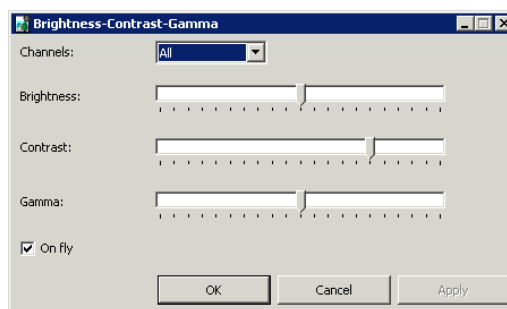 Brightness-Contrast-Gamma
Channels: All
Brightness:
Contrast:
Gamma:
On fly
OK Cancel Apply